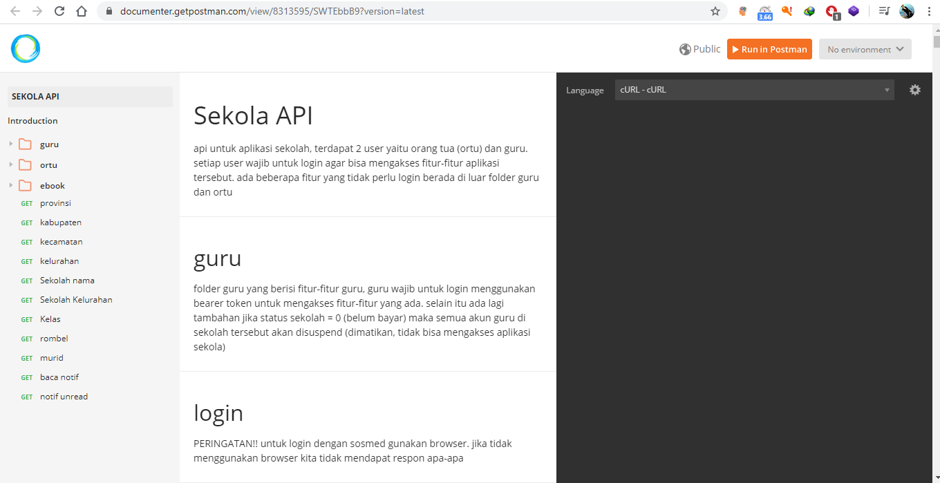 documenter.getpostman.com/view/8313595/SWTEbbB9?version=latest
3.66
1
Public
Run in Postman
No environment
SEKOLA API
Introduction
guru
ortu
ebook
GET provinsi
GET kabupaten
GET kecamatan
GET kelurahan
GET Sekolah nama
GET Sekolah Kelurahan
GET Kelas
GET rombel
GET murid
GET baca notif
GET notif unread
Sekola API
api untuk aplikasi sekolah, terdapat 2 user yaitu orang tua (ortu) dan guru.
setiap user wajib untuk login agar bisa mengakses fitur-fitur aplikasi
tersebut. ada beberapa fitur yang tidak perlu login berada di luar folder guru
dan ortu
guru
folder guru yang berisi fitur-fitur guru, guru wajib untuk login menggunakan
bearer token untuk mengakses fitur-fitur yang ada. selain itu ada lagi
tambahan jika status sekolah = 0 (belum bayar) maka semua akun guru di
sekolah tersebut akan disuspend (dimatikan, tidak bisa mengakses aplikasi
sekola)
login
PERINGATAN!! untuk login dengan sosmed gunakan browser. jika tidak
menggunakan browser kita tidak mendapat respon apa-apa
Language
cURL - cURL